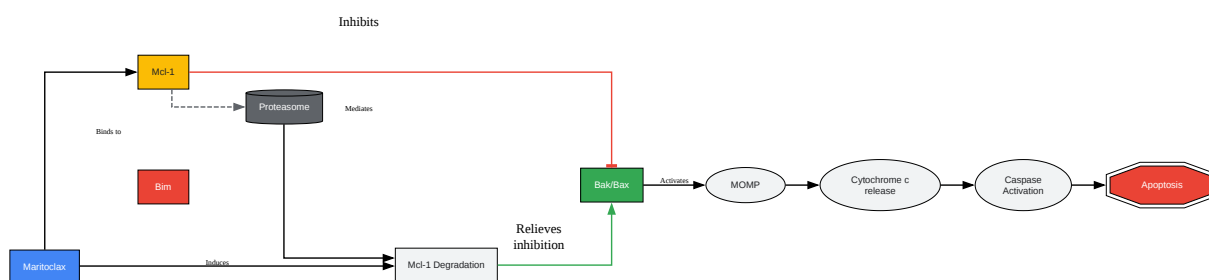 Inhibits
Mcl-1
Proteasome
Mediates
Binds to
Bim
Bak/Bax
Activates
MOMP
Cytochrome c
release
Caspase
Activation
Apoptosis
Relieves
inhibition
Maritoclax
Induces
Mcl-1 Degradation